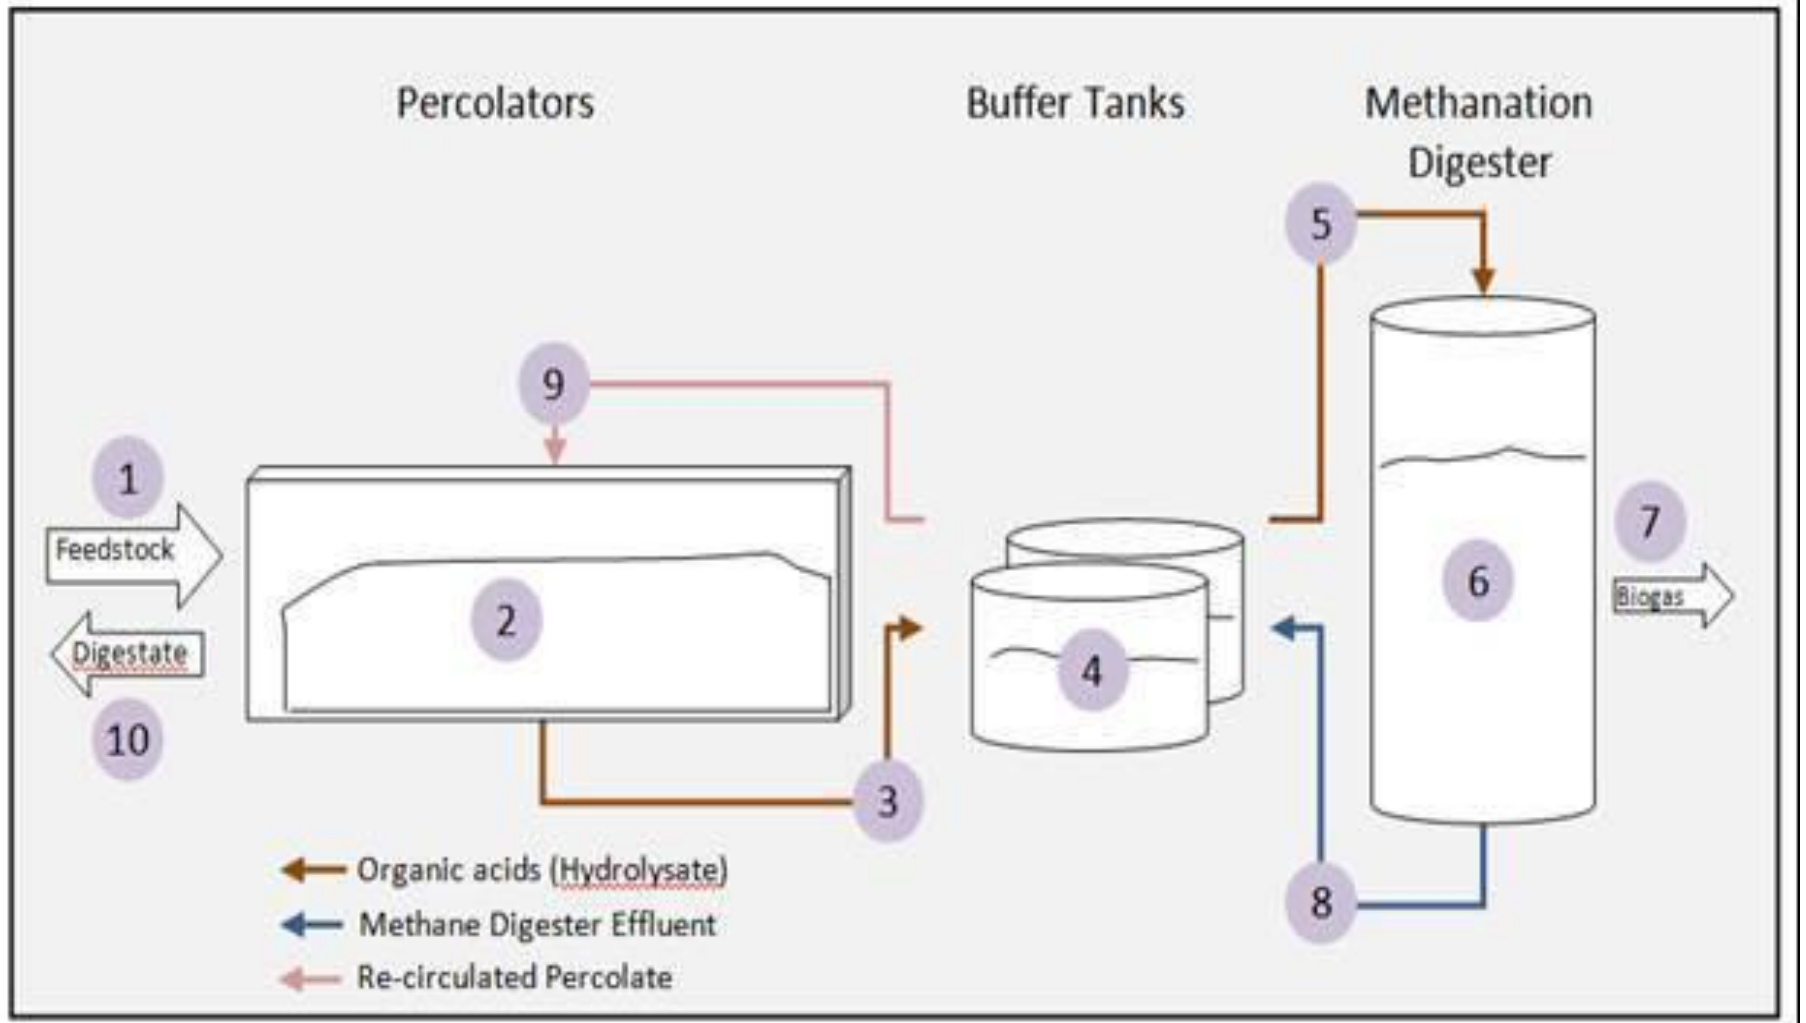 Percolators
Buffer Tanks
Methanation
Digester
5
9
1
Feedstock
7
2
6
Biogas
Digestate
4
10
3
Organic acids (Hydrolysate)
8
Methane Digester Effluent
Re-circulated Percolate